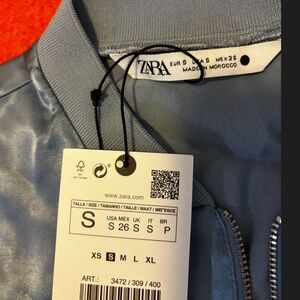 ZARA
EUR S USA S MEX 26
MADE IN MOROCCO
FSC
www.zara.com
TALLA / SIZE / TAMANHO / TAILLE / MAAT / ΜΕΓΕΘΟΣ
S
USA MEX UK IT BR
S 26 S S P
XS S M L XL
ART.: 3472 / 309 / 400